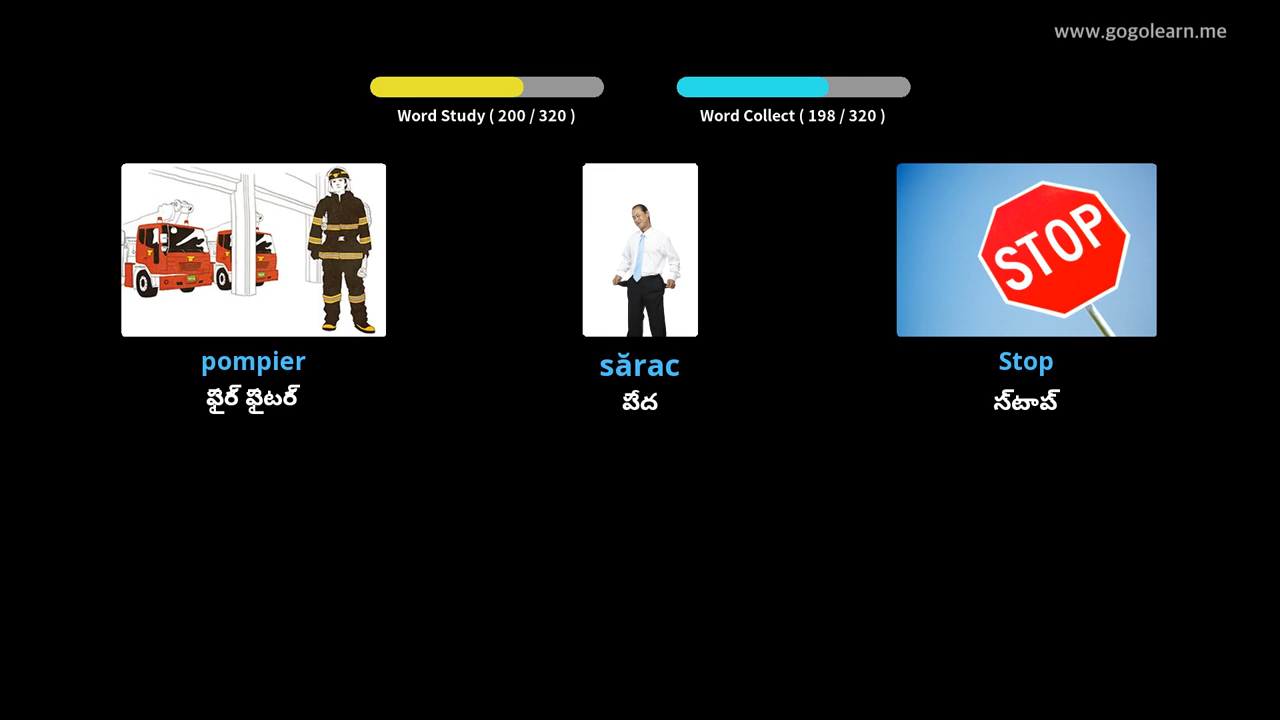 www.gogolearn.me
Word Study ( 200 / 320 )
Word Collect ( 198 / 320 )
STOP
pompier
sărac
Stop
ఫైర్ ఫైటర్
పేద
స్‌టాప్